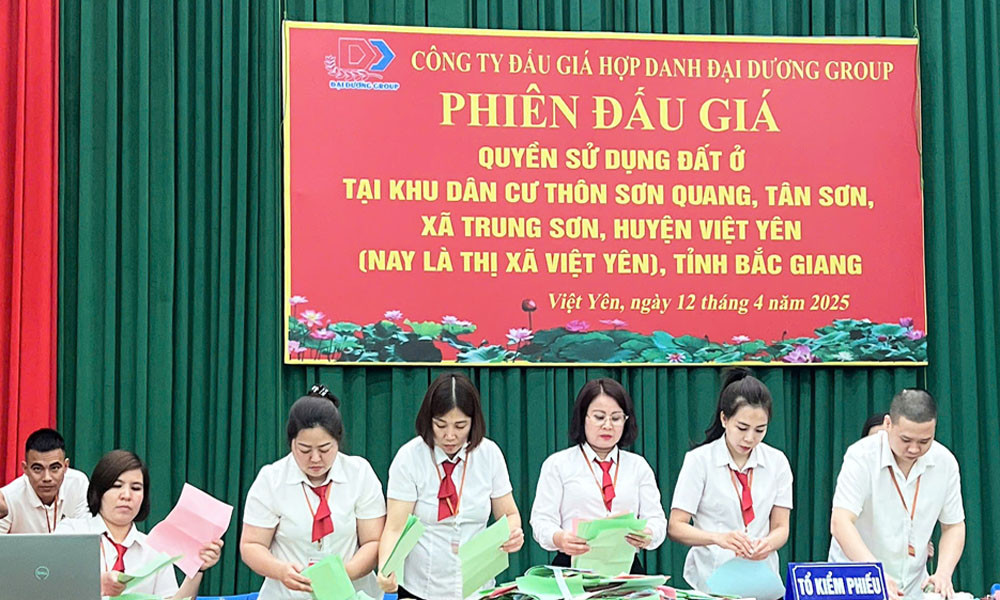 ĐẠI DƯƠNG GROUP
CÔNG TY ĐẤU GIÁ HỢP DANH ĐẠI DƯƠNG GROUP
PHIÊN ĐẤU GIÁ
QUYỀN SỬ DỤNG ĐẤT Ở
TẠI KHU DÂN CƯ THÔN SƠN QUANG, TÂN SƠN,
XÃ TRUNG SƠN, HUYỆN VIỆT YÊN
(NAY LÀ THỊ XÃ VIỆT YÊN), TỈNH BẮC GIANG
Việt Yên, ngày 12 tháng 4 năm 2025
DELL
TỔ KIỂM PHIẾU